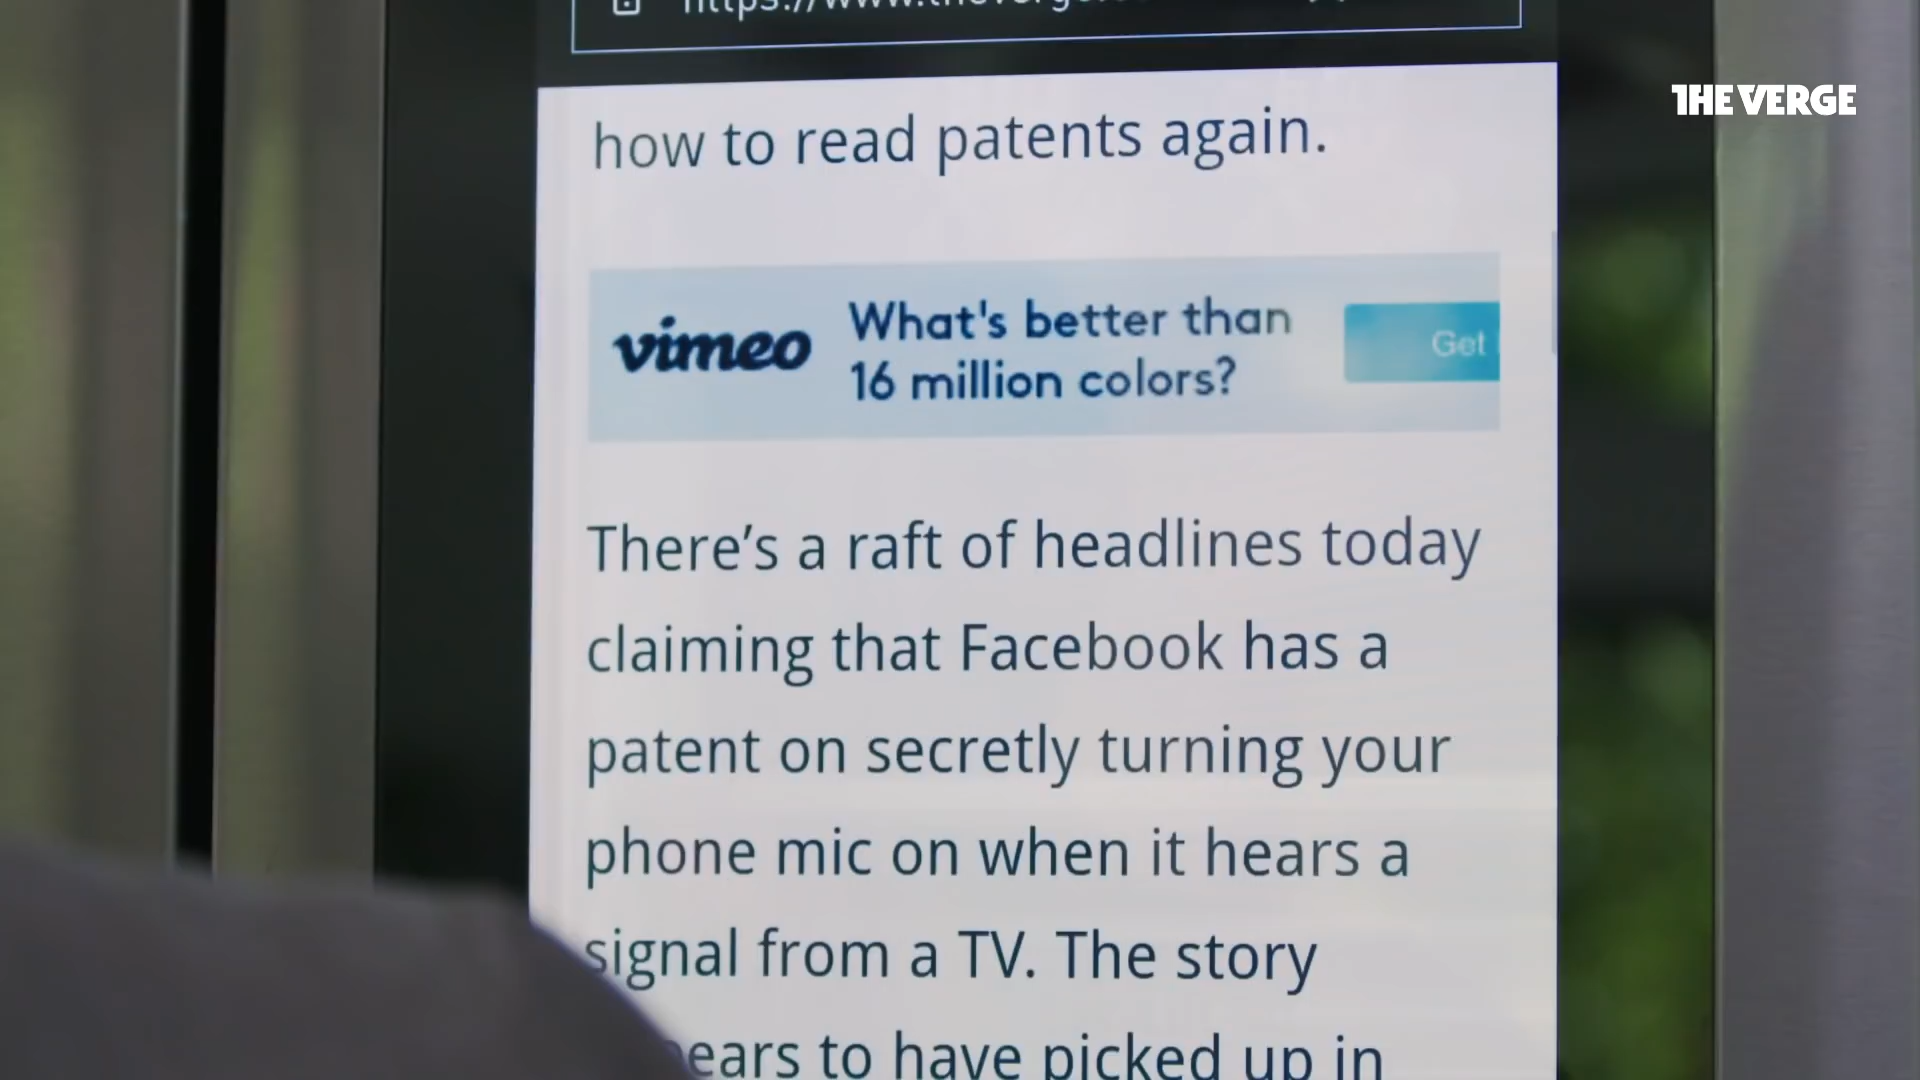 THE VERGE
how to read patents again.
vimeo
What's better than
16 million colors?
Get
There's a raft of headlines today
claiming that Facebook has a
patent on secretly turning your
phone mic on when it hears a
signal from a TV. The story
to have picked up in